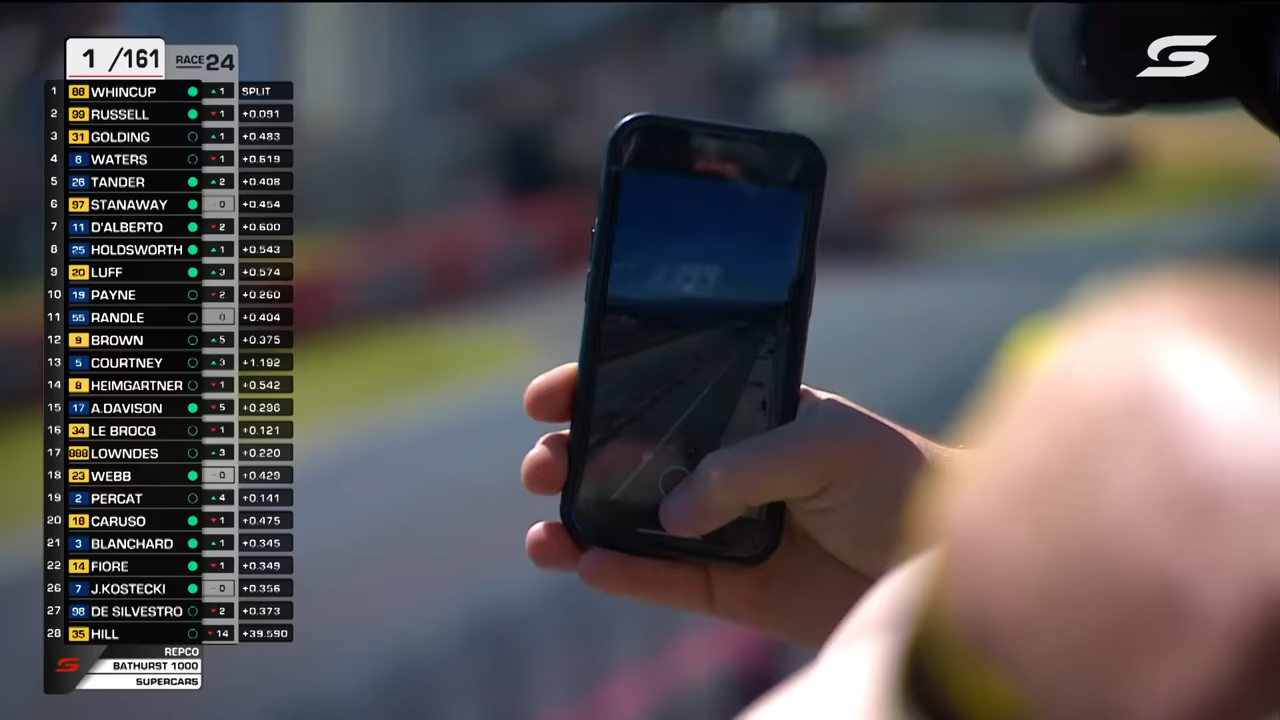 1 /161 RACE 24
1 88 WHINCUP 1 SPLIT
2 99 RUSSELL 1 +0.091
3 31 GOLDING 1 +0.483
4 6 WATERS 1 +0.619
5 26 TANDER 2 +0.408
6 97 STANAWAY 0 +0.454
7 11 D'ALBERTO 2 +0.600
8 25 HOLDSWORTH 1 +0.543
9 20 LUFF 3 +0.574
10 19 PAYNE 2 +0.260
11 55 RANDLE 0 +0.404
12 9 BROWN 5 +0.375
13 5 COURTNEY 3 +1.192
14 8 HEIMGARTNER 1 +0.542
15 17 A.DAVISON 5 +0.296
16 34 LE BROCQ 1 +0.121
17 888 LOWNDES 3 +0.220
18 23 WEBB 0 +0.429
19 2 PERCAT 4 +0.141
20 18 CARUSO 1 +0.475
21 3 BLANCHARD 1 +0.345
22 14 FIORE 1 +0.349
26 7 J.KOSTECKI 0 +0.356
27 98 DE SILVESTRO 2 +0.373
28 35 HILL 14 +39.590
REPCO
BATHURST 1000
SUPERCARS